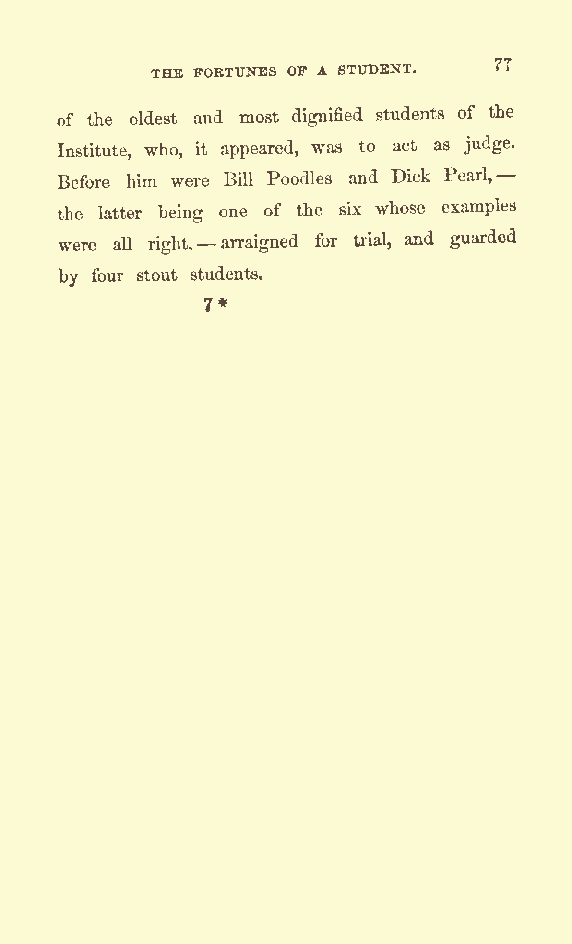 THE FORTUNES OF A STUDENT. 77
of the oldest and most dignified students of the
Institute, who, it appeared, was to act as judge.
Before him were Bill Poodles and Dick Pearl, —
the latter being one of the six whose examples
were all right, — arraigned for trial, and guarded
by four stout students.
7*